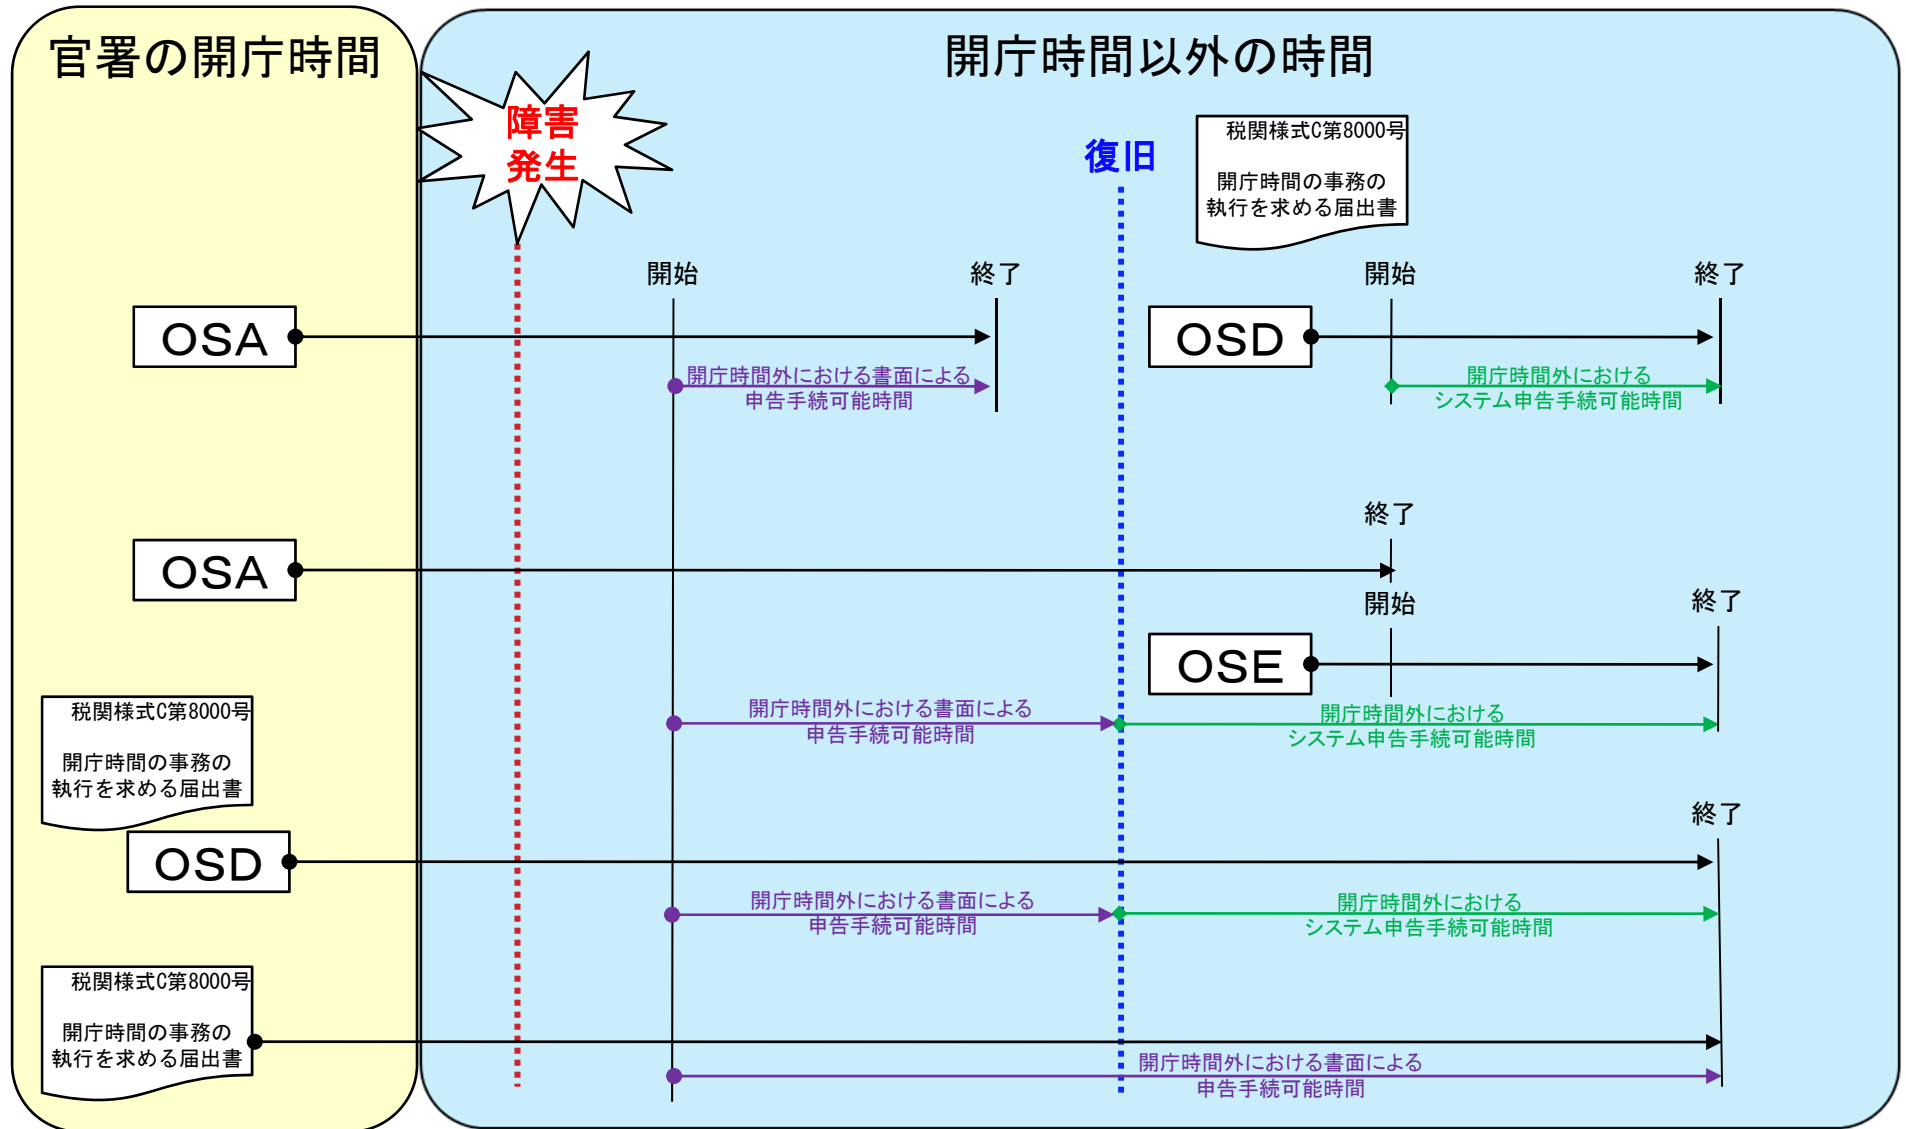 官署の開庁時間
開庁時間以外の時間
障害
発生
復旧
税関様式C第8000号
開庁時間の事務の
執行を求める届出書
開始
終了
開始
終了
OSA
OSD
開庁時間外における書面による
申告手続可能時間
開庁時間外における
システム申告手続可能時間
終了
OSA
開始
終了
OSE
税関様式C第8000号
開庁時間の事務の
執行を求める届出書
開庁時間外における書面による
申告手続可能時間
開庁時間外における
システム申告手続可能時間
終了
OSD
開庁時間外における書面による
申告手続可能時間
開庁時間外における
システム申告手続可能時間
税関様式C第8000号
開庁時間の事務の
執行を求める届出書
開庁時間外における書面による
申告手続可能時間